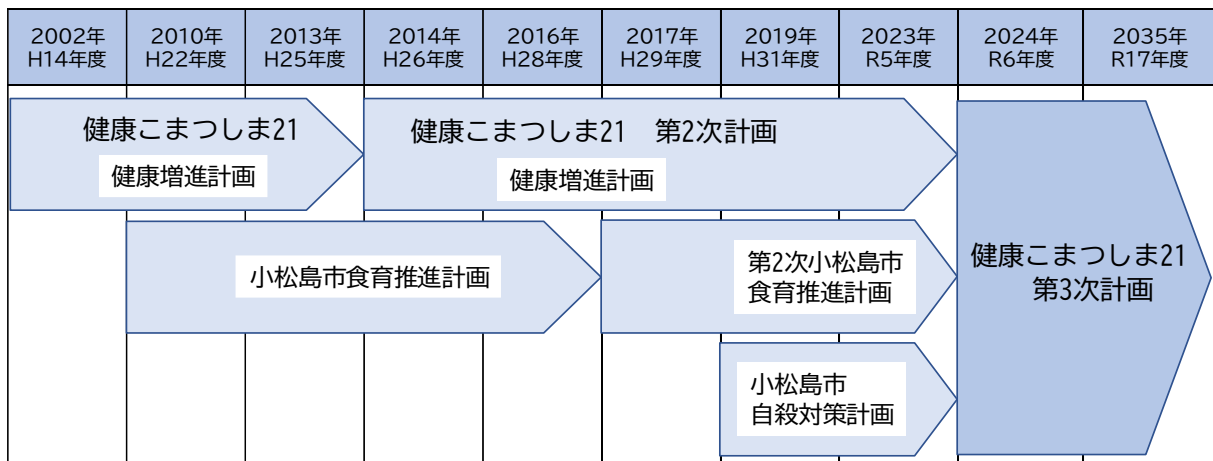 2002年 2010年 2013年 2014年 2016年 2017年 2019年 2023年 2024年 2035年
H14年度 H22年度 H25年度 H26年度 H28年度 H29年度 H31年度 R5年度 R6年度 R17年度
健康こまつしま21
健康増進計画
健康こまつしま21　第2次計画
健康増進計画
小松島市食育推進計画
第2次小松島市
食育推進計画
小松島市
自殺対策計画
健康こまつしま21
第3次計画